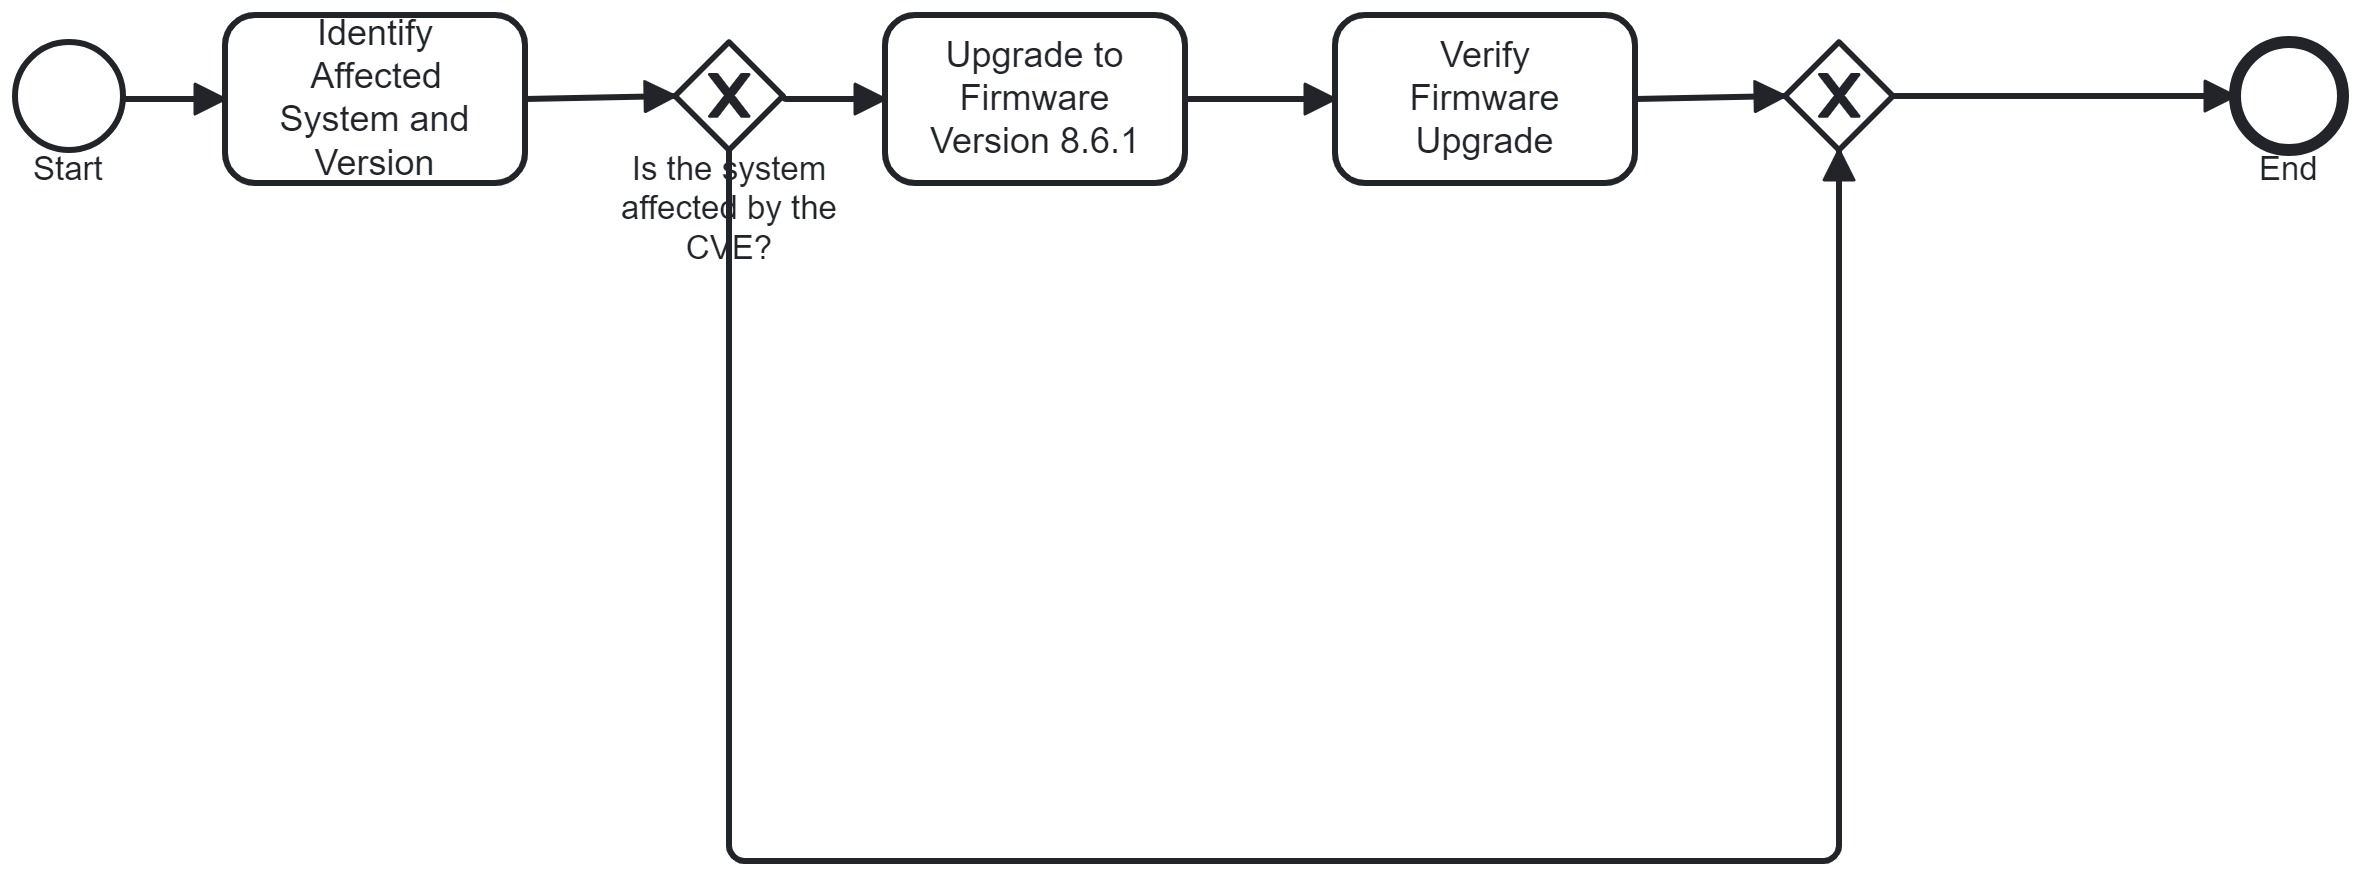 Start
Identify
Affected
System and
Version
X
Is the system
affected by the
CVE?
Upgrade to
Firmware
Version 8.6.1
Verify
Firmware
Upgrade
X
End